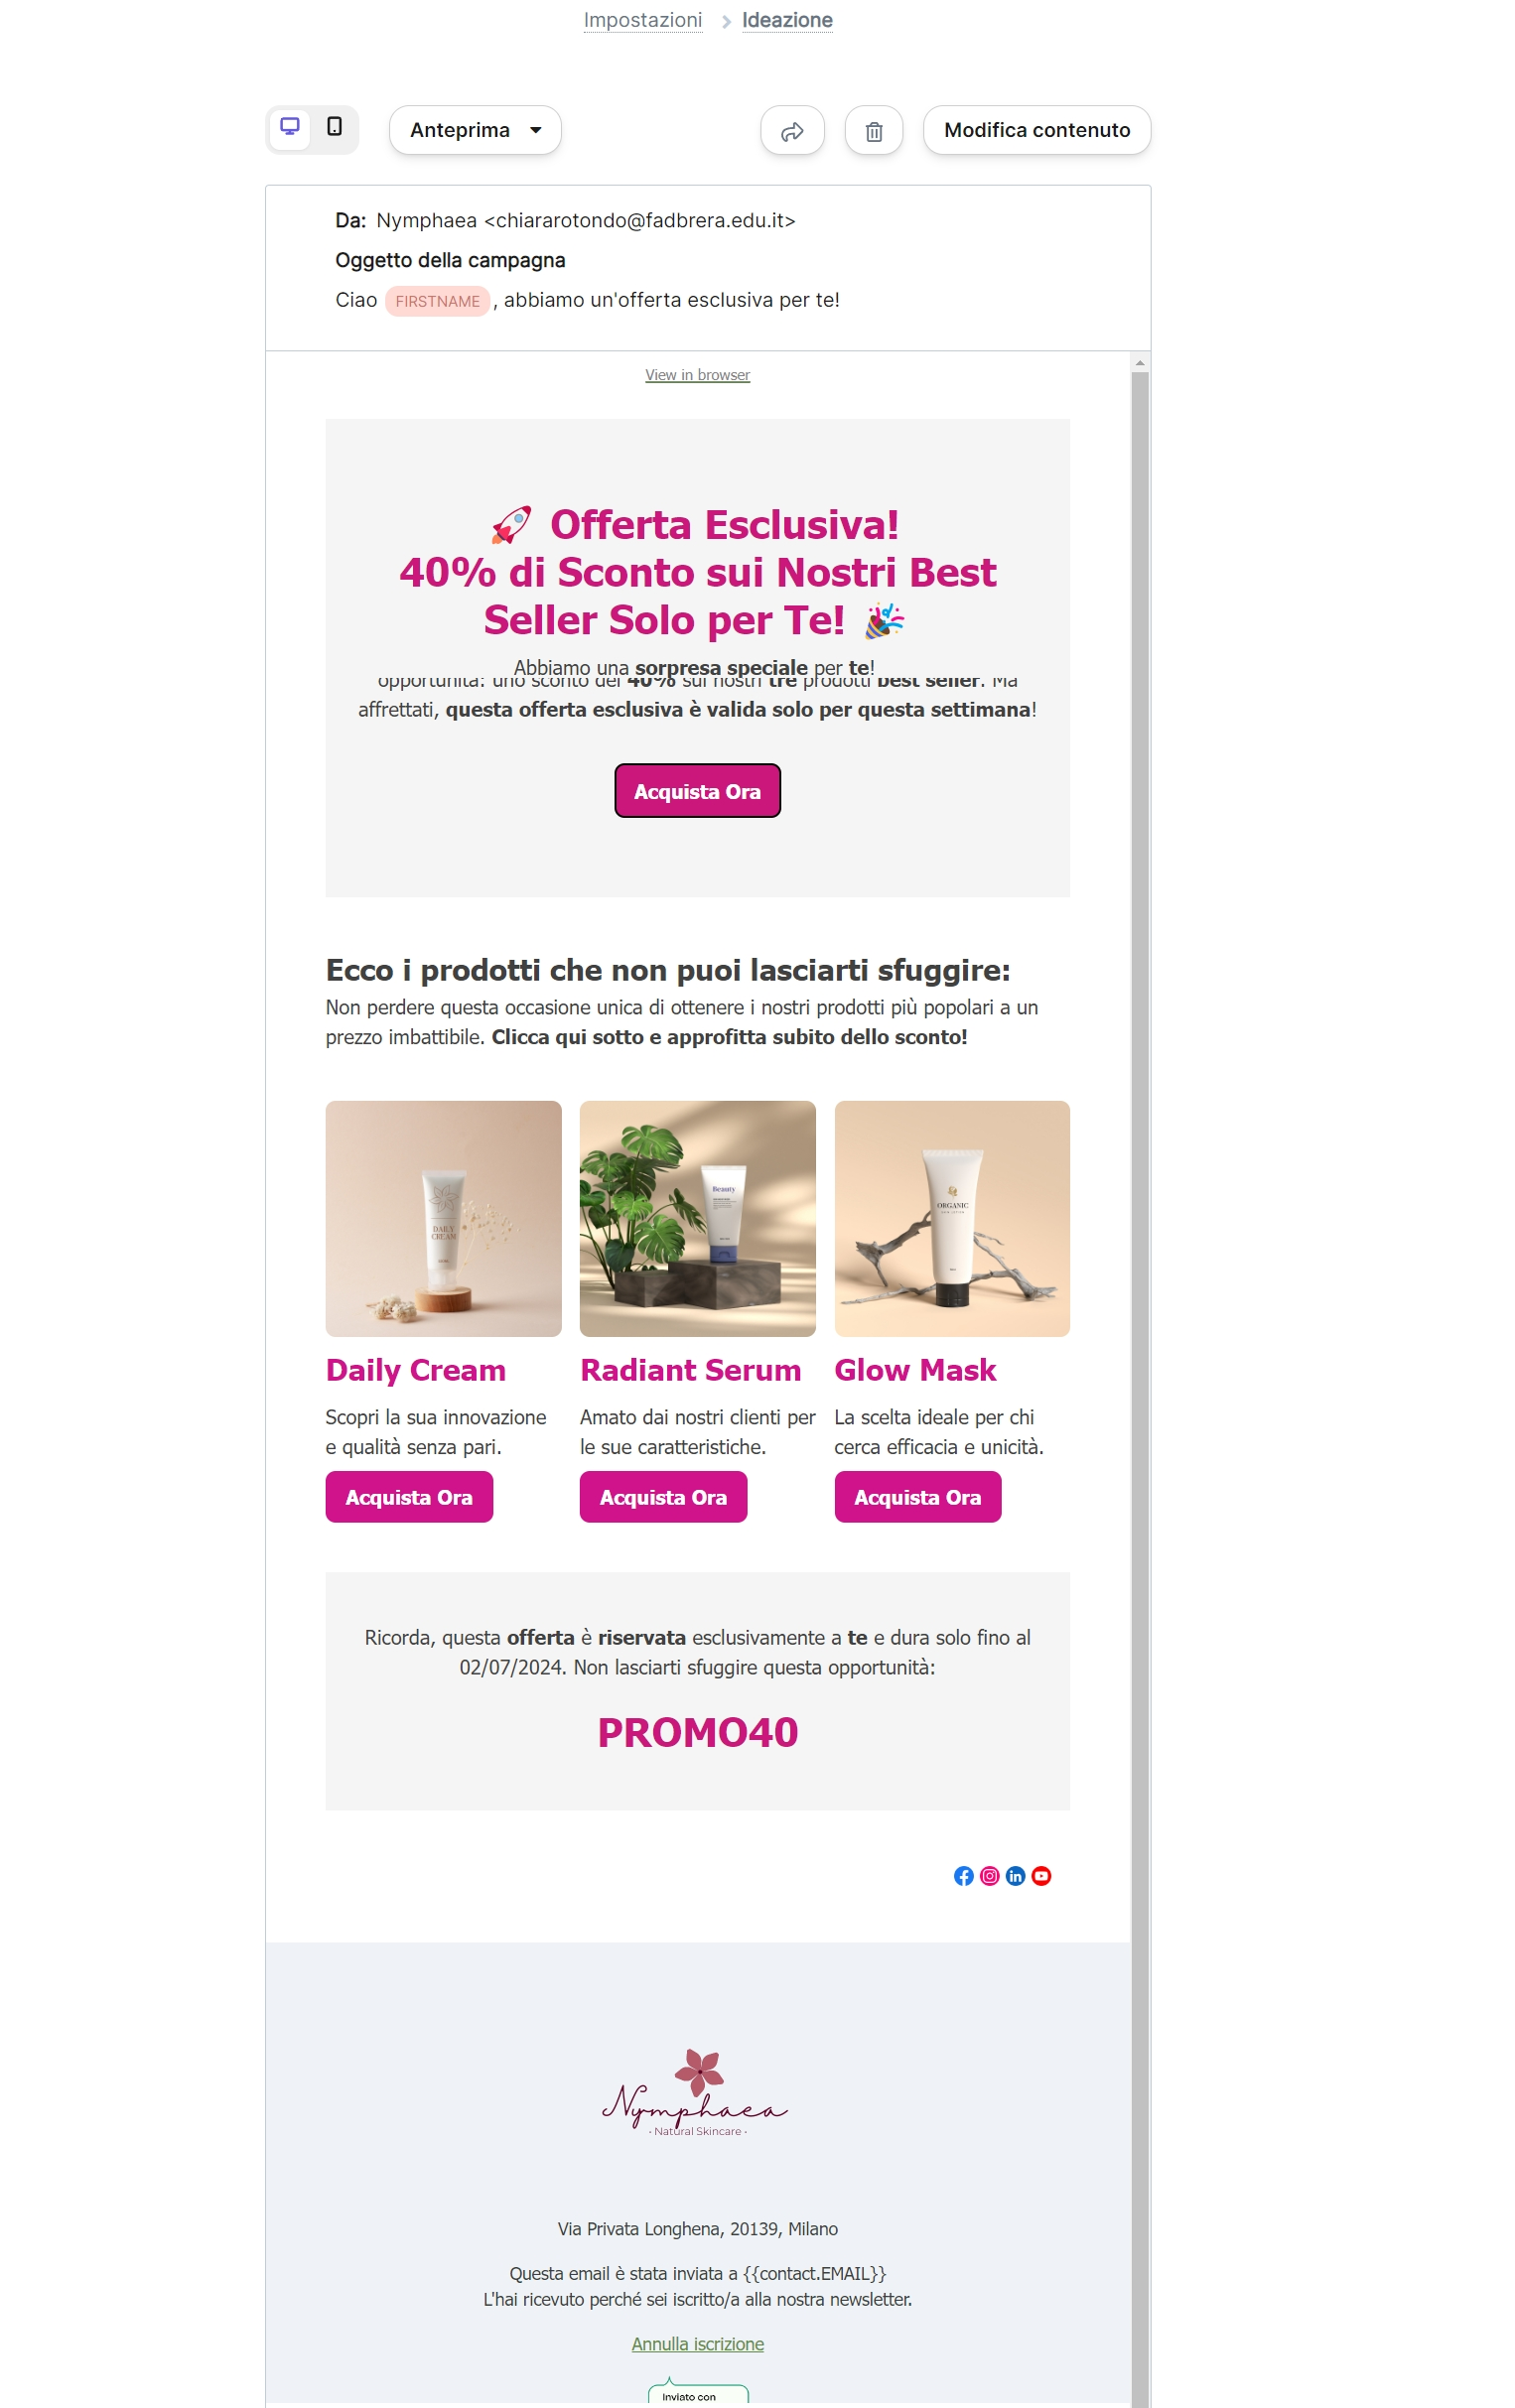 Impostazioni > Ideazione
Anteprima
Modifica contenuto
Da: Nymphaea <chiararotondo@fadbrera.edu.it>
Oggetto della campagna
Ciao FIRSTNAME, abbiamo un'offerta esclusiva per te!
View in browser
🚀 Offerta Esclusiva!
40% di Sconto sui Nostri Best
Seller Solo per Te! 🎉
Abbiamo una sorpresa speciale per te!
opportunità: uno sconto del 40% sui nostri tre prodotti best seller. Ma
affrettati, questa offerta esclusiva è valida solo per questa settimana!
Acquista Ora
Ecco i prodotti che non puoi lasciarti sfuggire:
Non perdere questa occasione unica di ottenere i nostri prodotti più popolari a un
prezzo imbattibile. Clicca qui sotto e approfitta subito dello sconto!
DAILY
CREAM
Beauty
ORGANIC
Daily Cream
Scopri la sua innovazione
e qualità senza pari.
Acquista Ora
Radiant Serum
Amato dai nostri clienti per
le sue caratteristiche.
Acquista Ora
Glow Mask
La scelta ideale per chi
cerca efficacia e unicità.
Acquista Ora
Ricorda, questa offerta è riservata esclusivamente a te e dura solo fino al
02/07/2024. Non lasciarti sfuggire questa opportunità:
PROMO40
Nymphaea
- Natural Skincare -
Via Privata Longhena, 20139, Milano
Questa email è stata inviata a {{contact.EMAIL}}
L'hai ricevuto perché sei iscritto/a alla nostra newsletter.
Annulla iscrizione
Inviato con